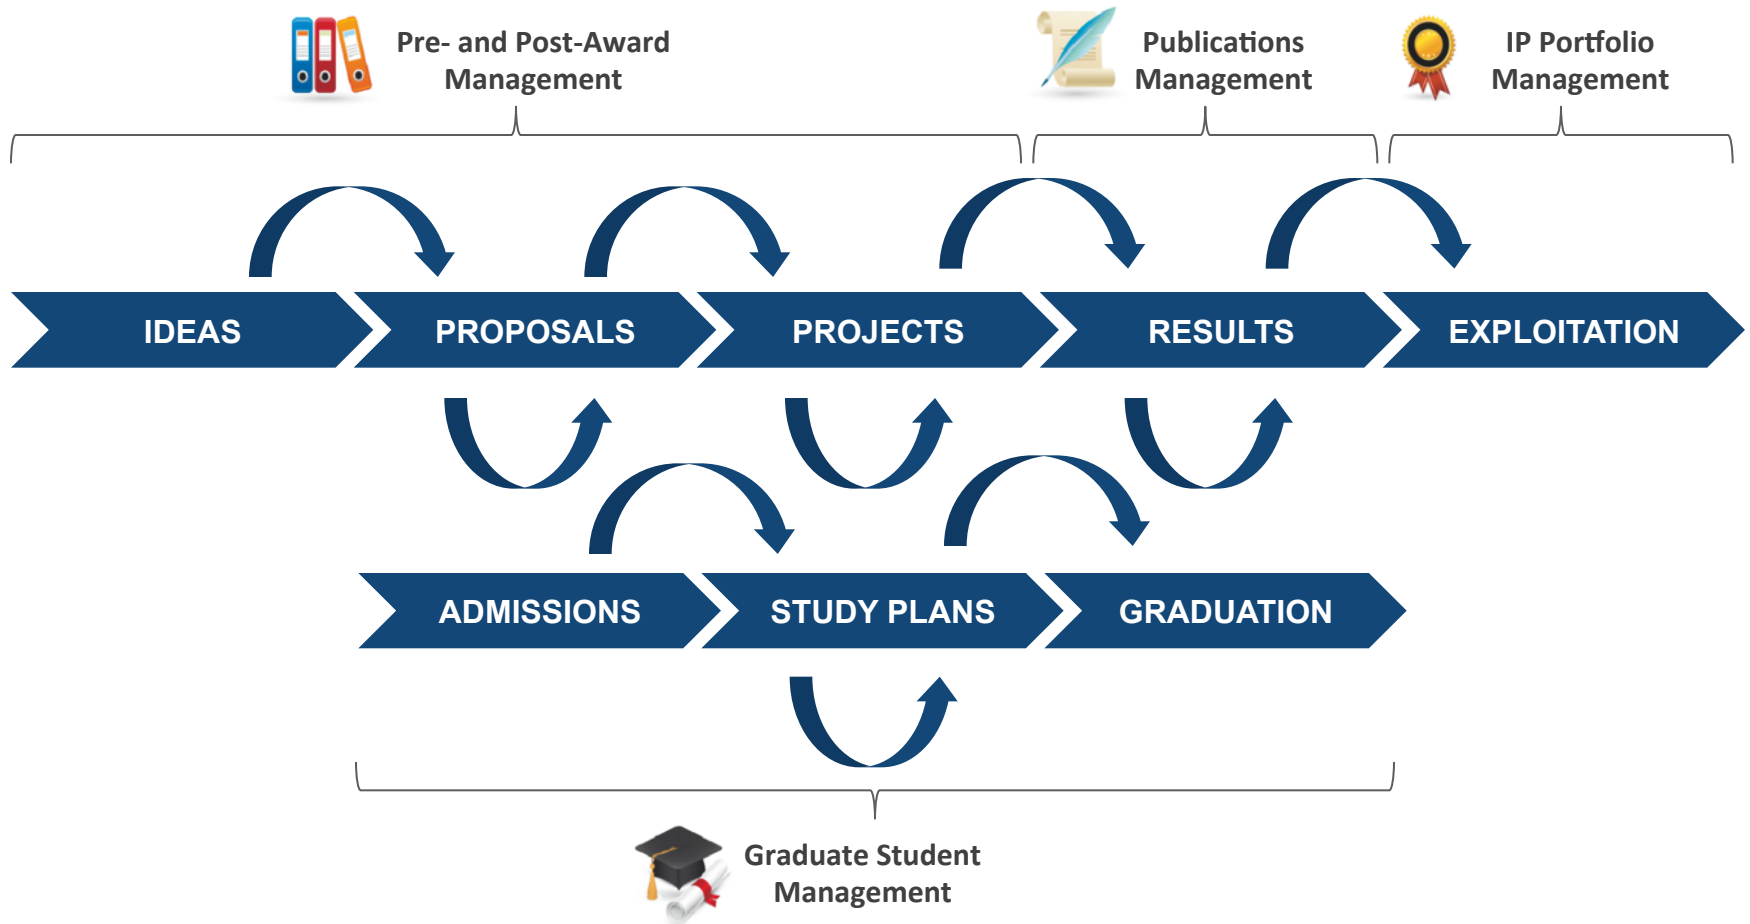 Pre- and Post-Award
Management
Publications
Management
IP Portfolio
Management
IDEAS
PROPOSALS
PROJECTS
RESULTS
EXPLOITATION
ADMISSIONS
STUDY PLANS
GRADUATION
Graduate Student
Management